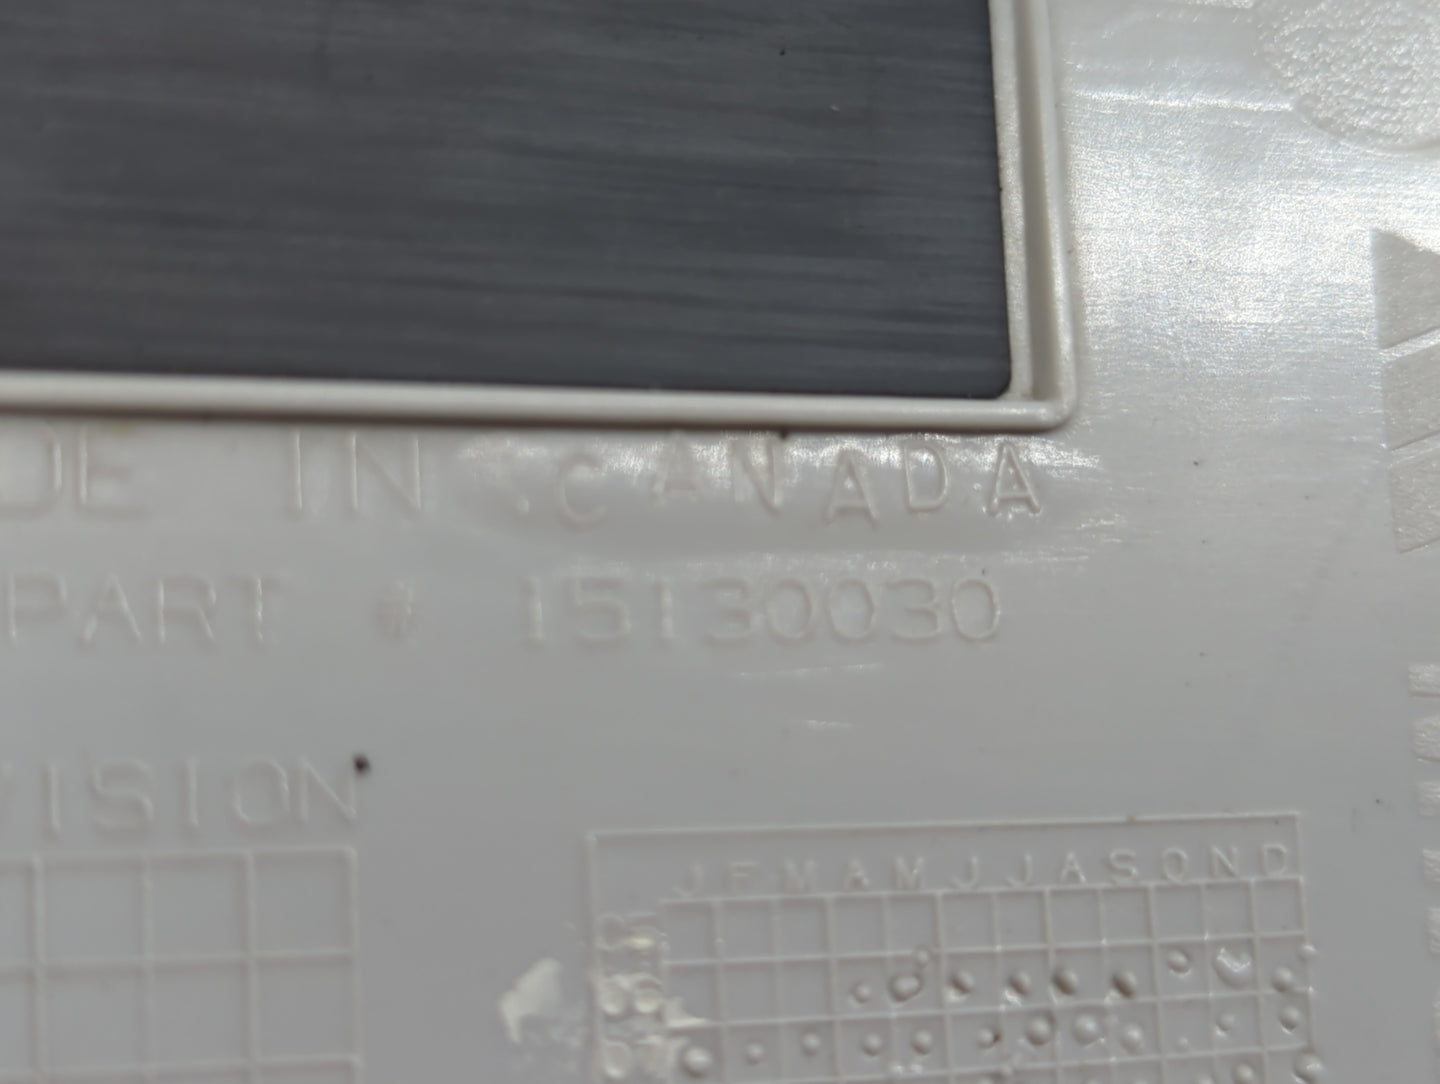 DE IN CANADA
PART # 15130030
VISION
J F M A M J J A S O N D